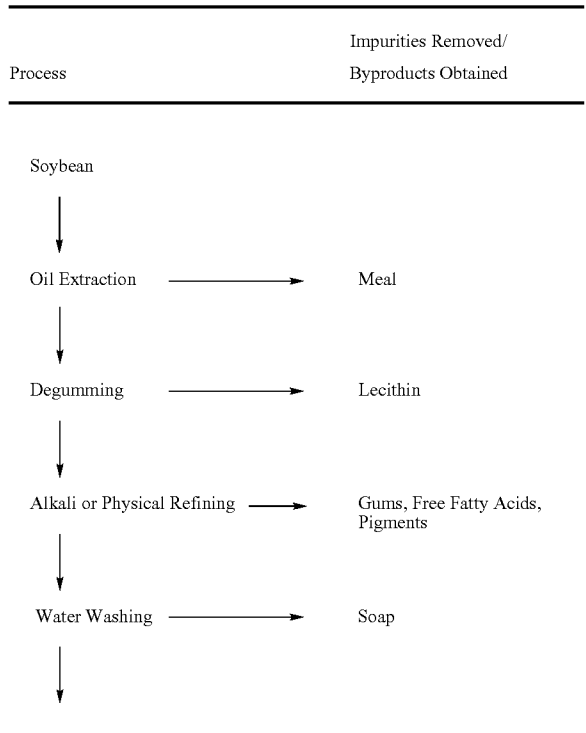 Impurities Removed/
Process
Byproducts Obtained
Soybean
Oil Extraction
Meal
Degumming
Lecithin
Alkali or Physical Refining
Gums, Free Fatty Acids,
Pigments
Water Washing
Soap